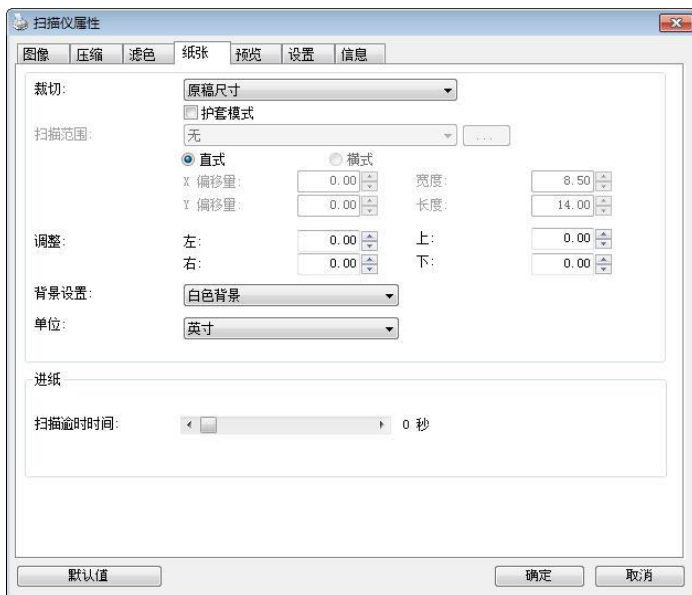 扫描仪属性
图像 压缩 滤色 纸张 预览 设置 信息
裁切: 原稿尺寸
护套模式
扫描范围: 无 ...
直式 横式
X 偏移量: 0.00 宽度: 8.50
Y 偏移量: 0.00 长度: 14.00
调整: 左: 0.00 上: 0.00
右: 0.00 下: 0.00
背景设置: 白色背景
单位: 英寸
进纸
扫描逾时时间: 0 秒
默认值 确定 取消